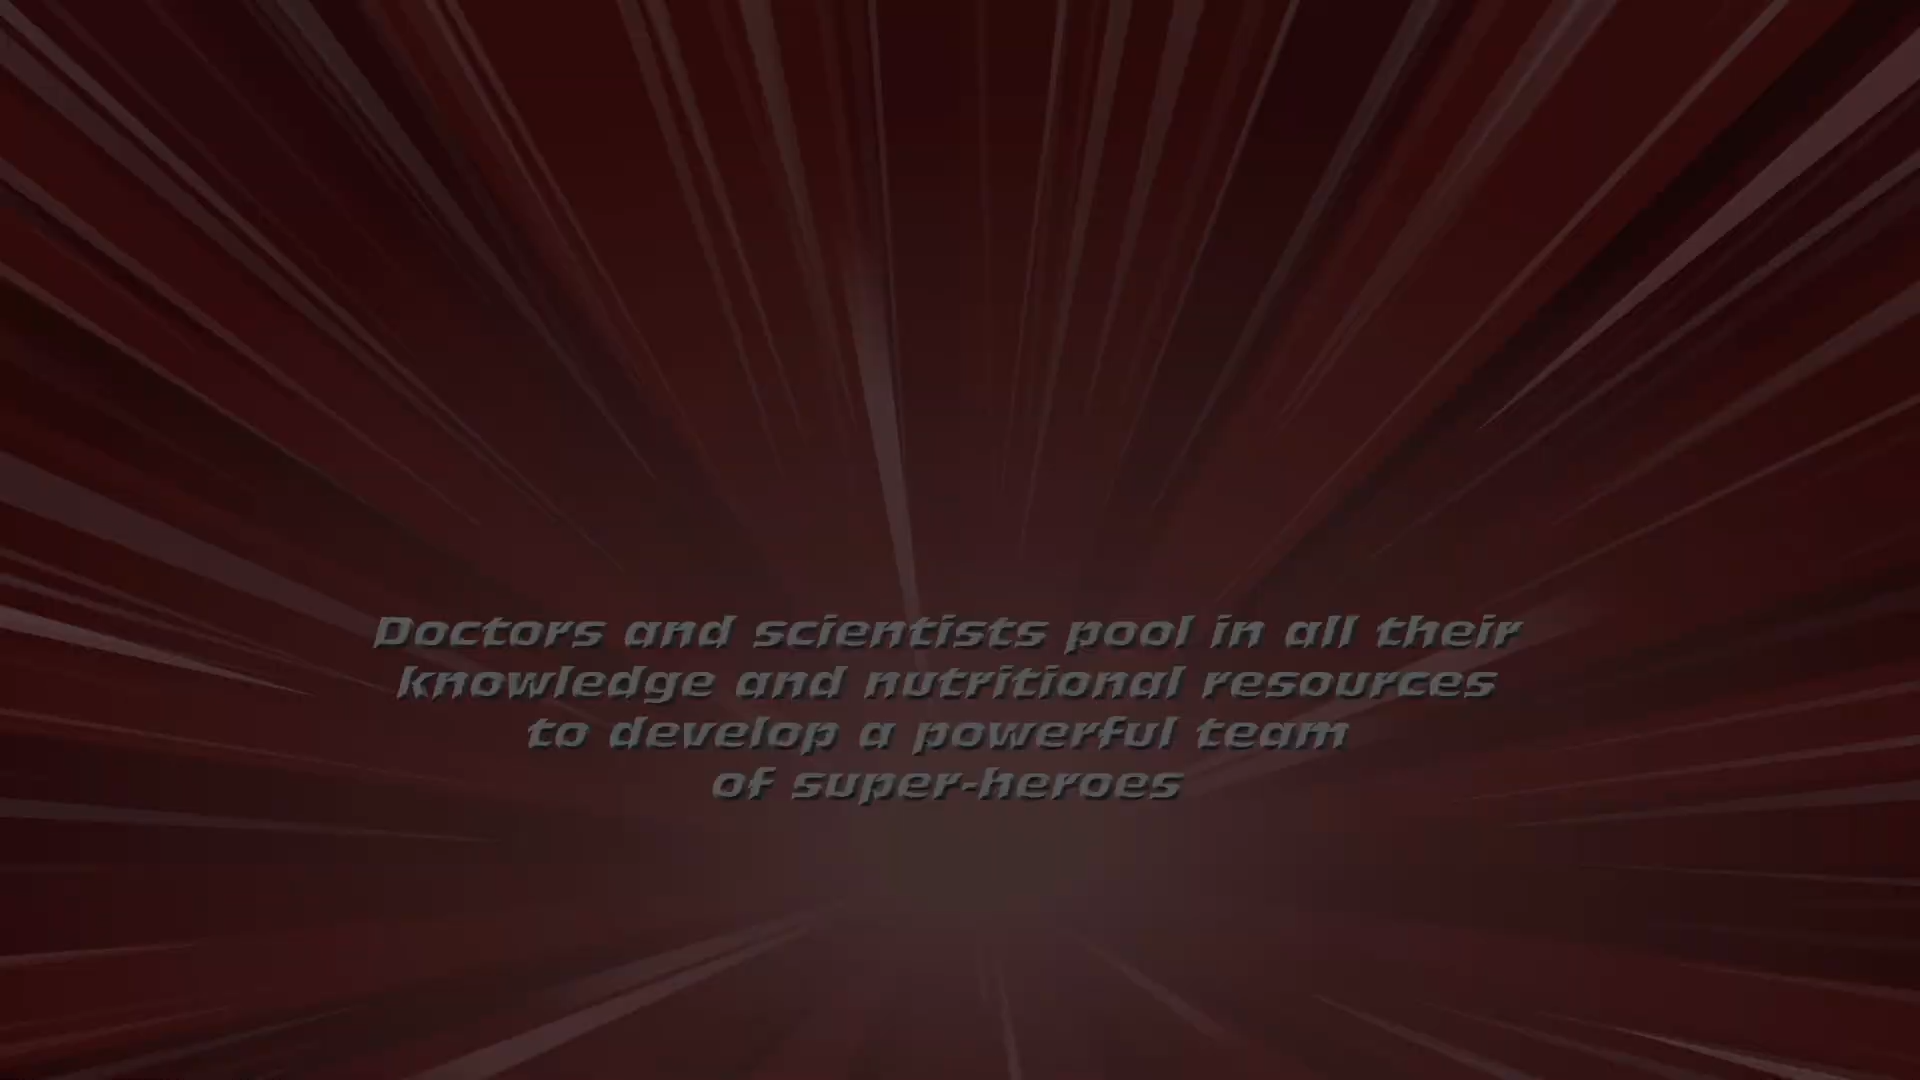 Doctors and scientists pool in all their
knowledge and nutritional resources
to develop a powerful team
of super-heroes